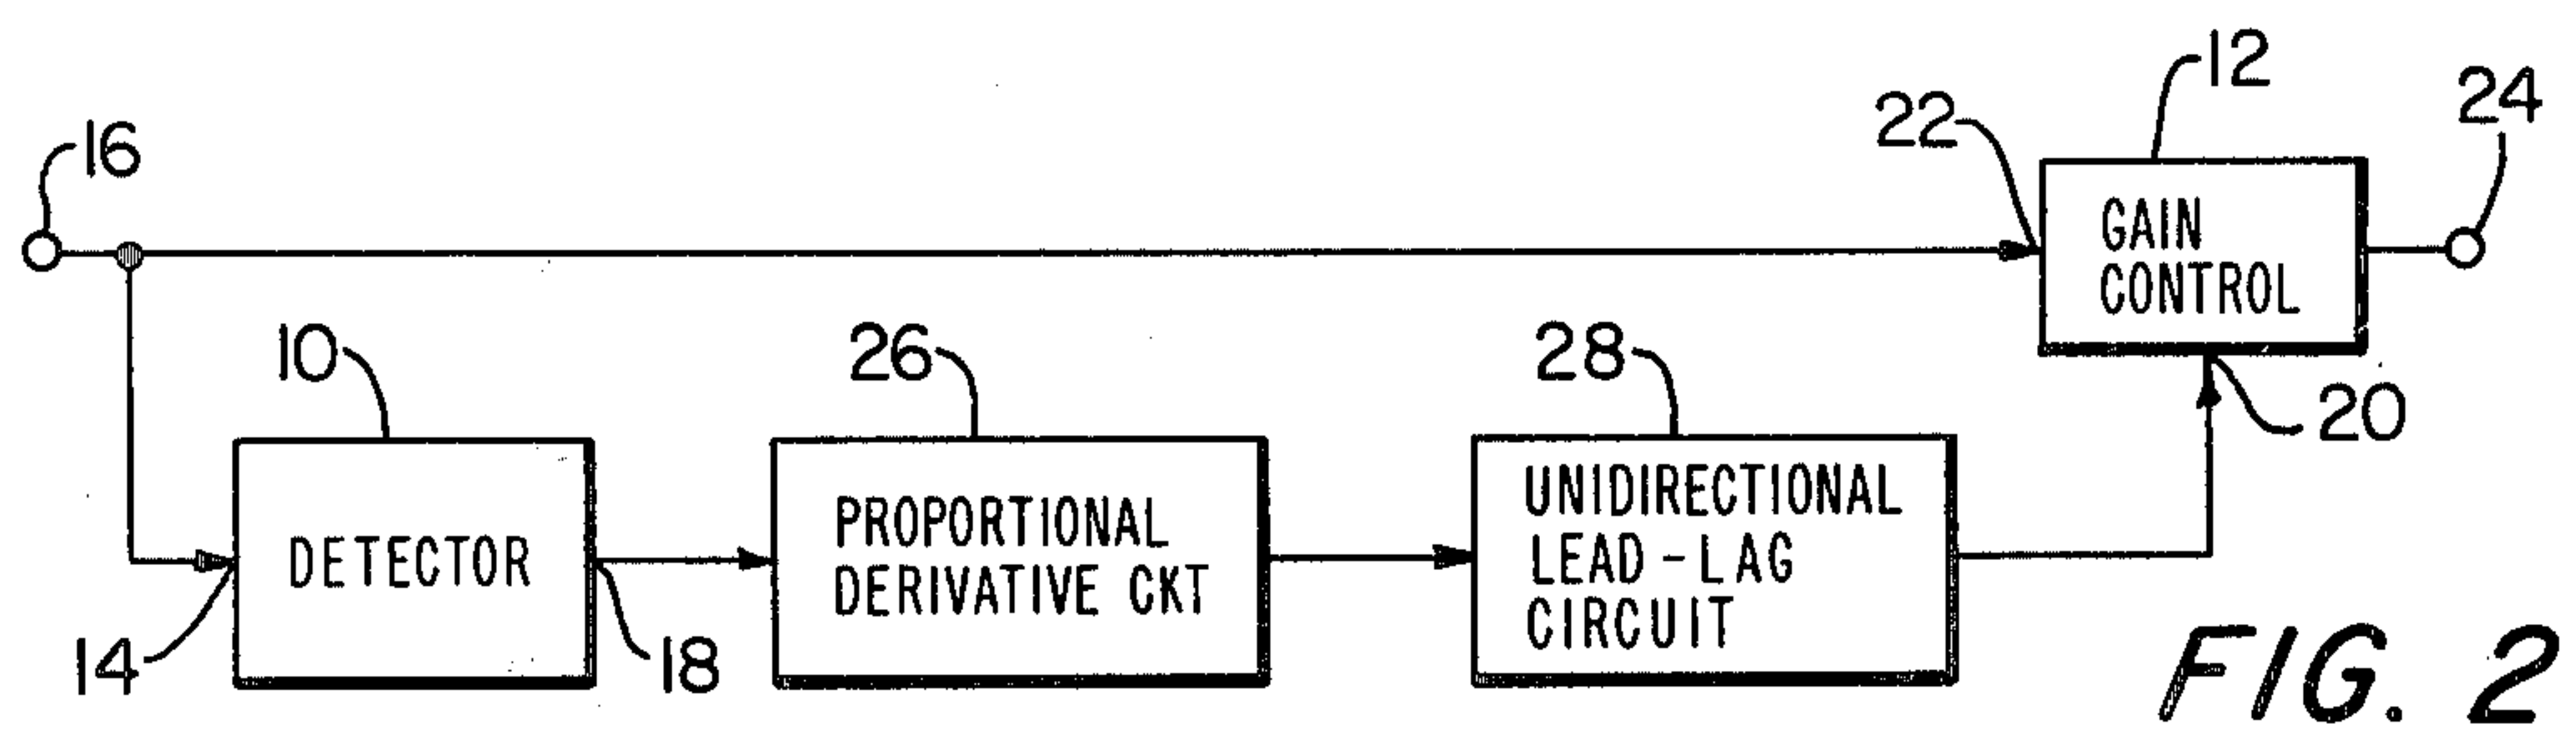 16
22
12
24
GAIN
CONTROL
20
10
26
28
DETECTOR
PROPORTIONAL
DERIVATIVE CKT
UNIDIRECTIONAL
LEAD-LAG
CIRCUIT
14
18
FIG. 2